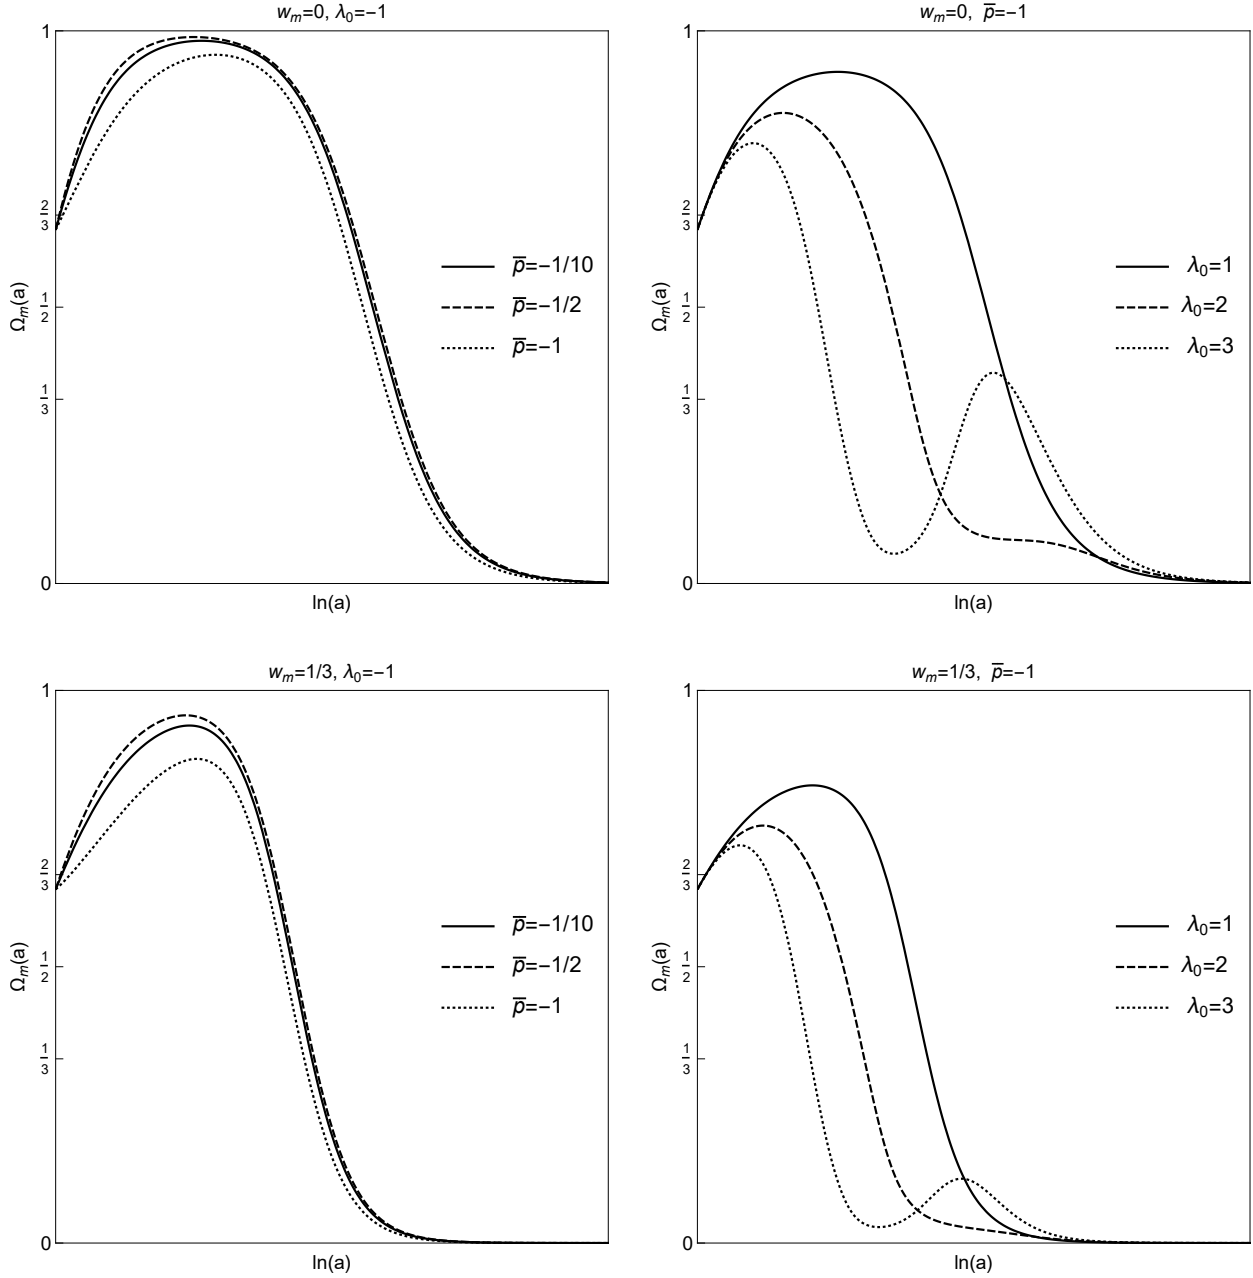 w_m=0, λ_0=−1
1
2/3
1/2
1/3
0
Ω_m(a)
ln(a)
p̅=−1/10
p̅=−1/2
p̅=−1
w_m=0, p̅=−1
1
2/3
1/2
1/3
0
Ω_m(a)
ln(a)
λ_0=1
λ_0=2
λ_0=3
w_m=1/3, λ_0=−1
1
2/3
1/2
1/3
0
Ω_m(a)
ln(a)
p̅=−1/10
p̅=−1/2
p̅=−1
w_m=1/3, p̅=−1
1
2/3
1/2
1/3
0
Ω_m(a)
ln(a)
λ_0=1
λ_0=2
λ_0=3